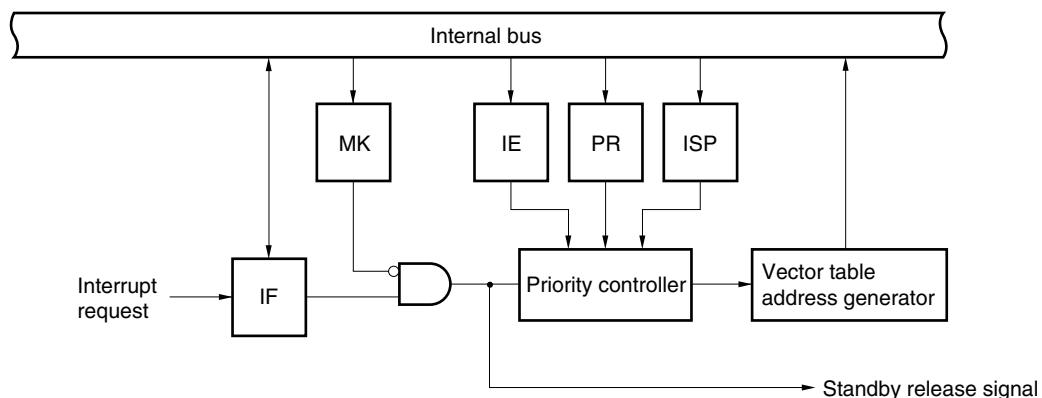 Internal bus
MK
IE
PR
ISP
Interrupt
request
IF
Priority controller
Vector table
address generator
Standby release signal